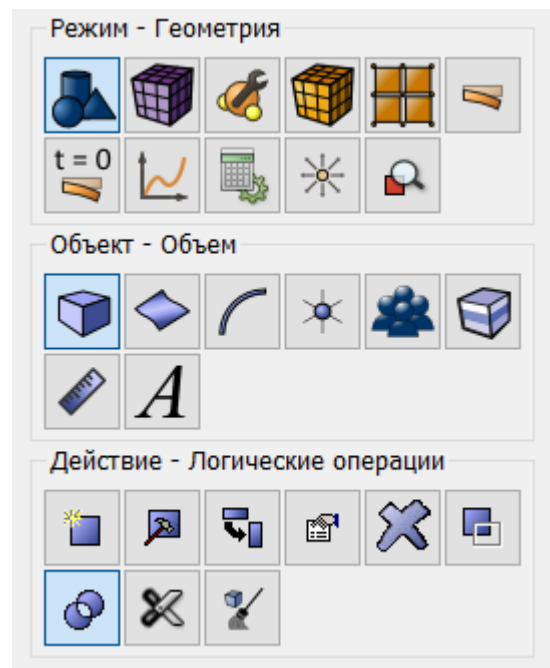 Режим - Геометрия
t = 0
Объект - Объем
A
Действие - Логические операции